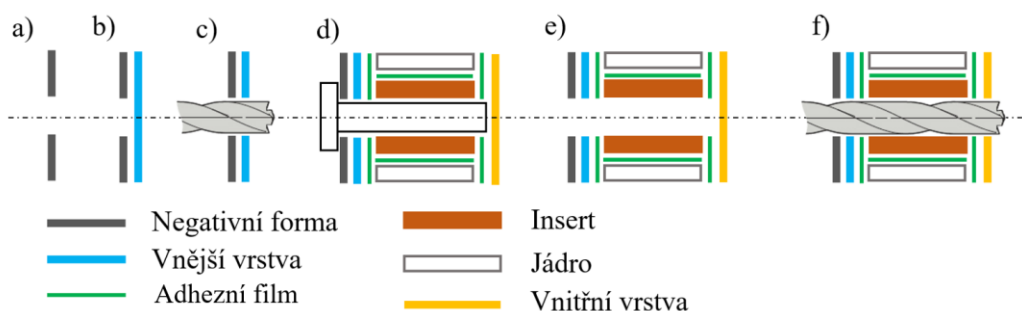 a) b) c) d) e) f)
Negativní forma
Vnější vrstva
Adhezní film
Insert
Jádro
Vnitřní vrstva